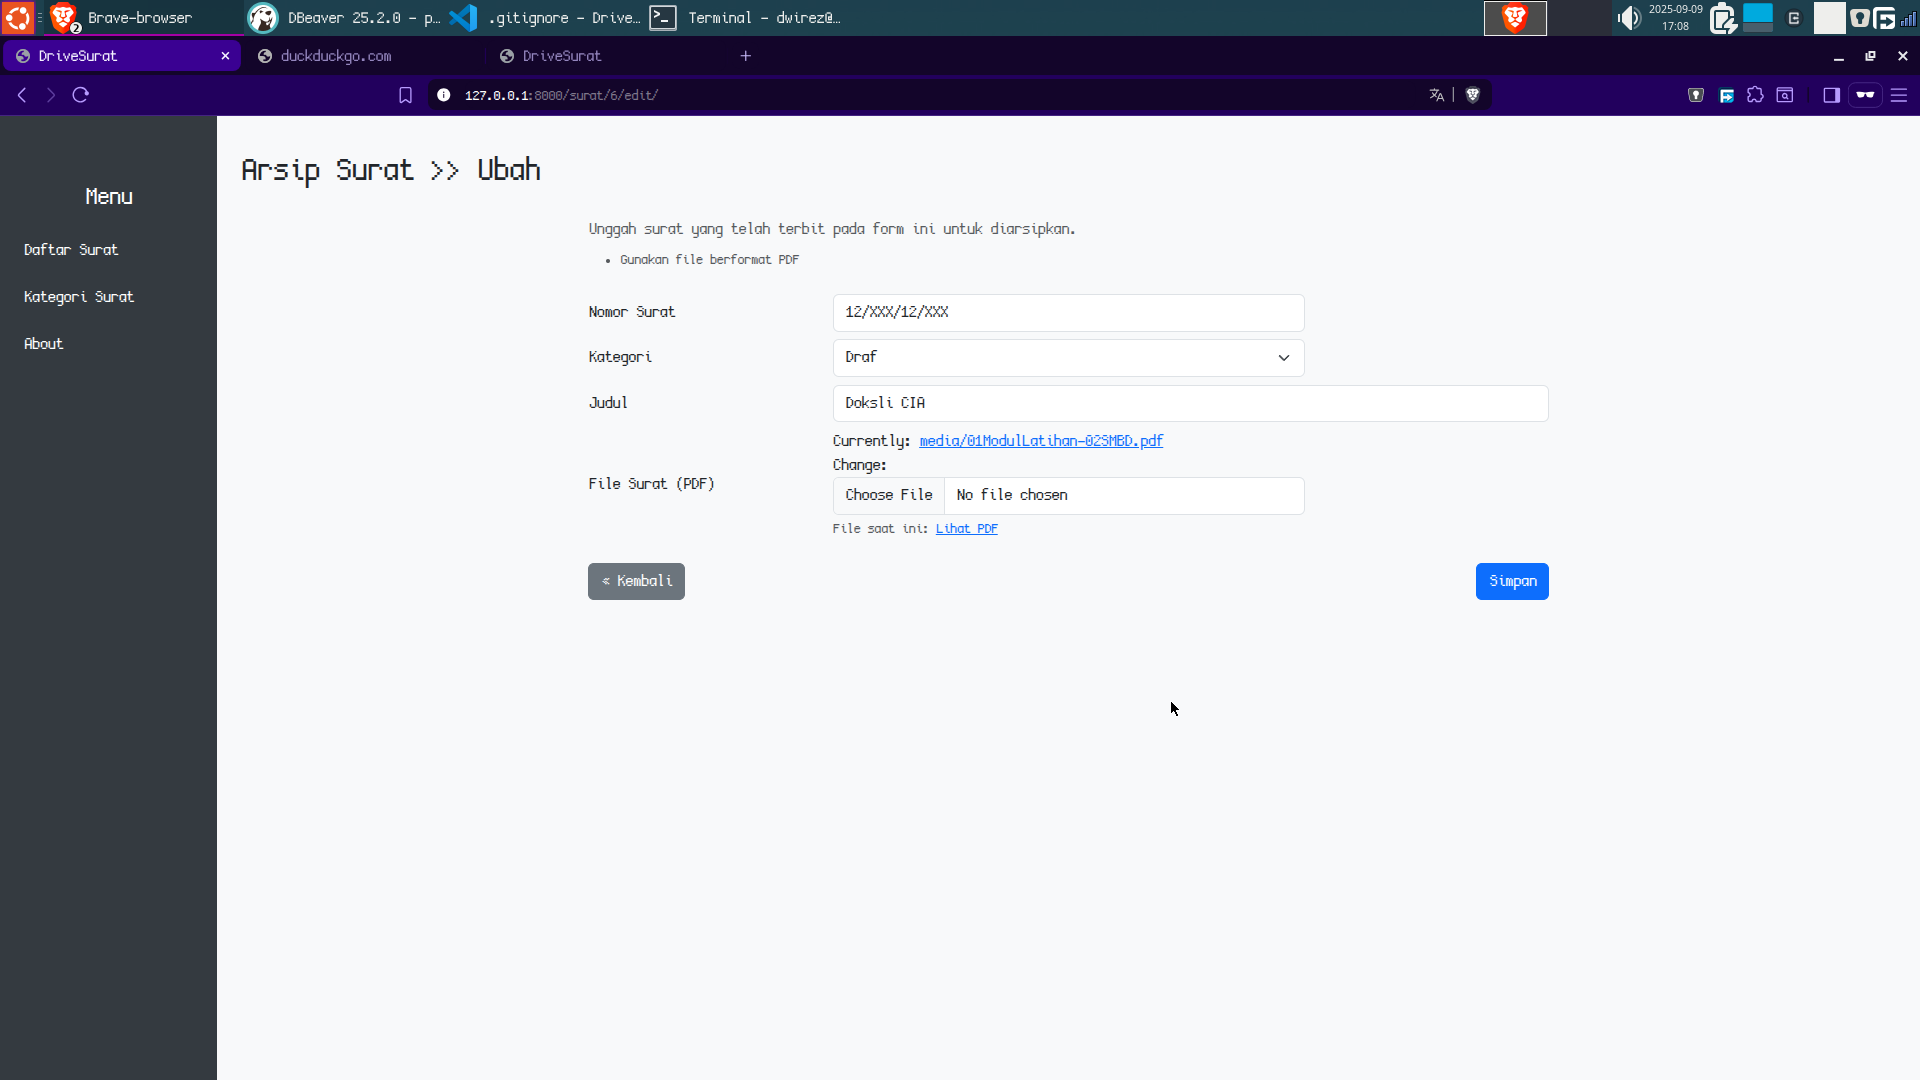 Brave-browser
2
DBeaver 25.2.0 - p...
.gitignore - Drive...
Terminal - dwirez@...
2025-09-09
17:08
DriveSurat
duckduckgo.com
DriveSurat
127.0.0.1:8000/surat/6/edit/
Menu
Daftar Surat
Kategori Surat
About
Arsip Surat >> Ubah
Unggah surat yang telah terbit pada form ini untuk diarsipkan.
• Gunakan file berformat PDF
Nomor Surat
12/XXX/12/XXX
Kategori
Draf
Judul
Doksli CIA
Currently: media/01ModulLatihan-02SMBD.pdf
Change:
File Surat (PDF)
Choose File No file chosen
File saat ini: Lihat PDF
« Kembali
Simpan